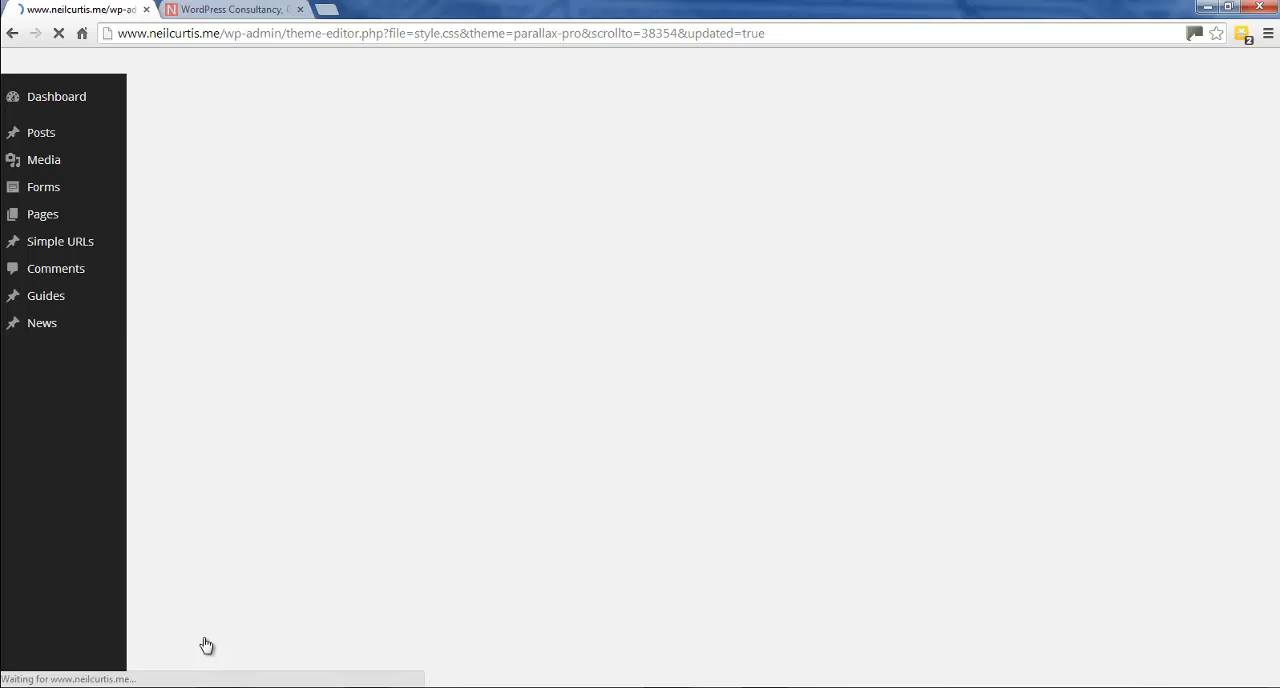 www.neilcurtis.me/wp-ad
WordPress Consultancy,
www.neilcurtis.me/wp-admin/theme-editor.php?file=style.css&theme=parallax-pro&scrollto=38354&updated=true
2
Dashboard
Posts
Media
Forms
Pages
Simple URLs
Comments
Guides
News
Waiting for www.neilcurtis.me...